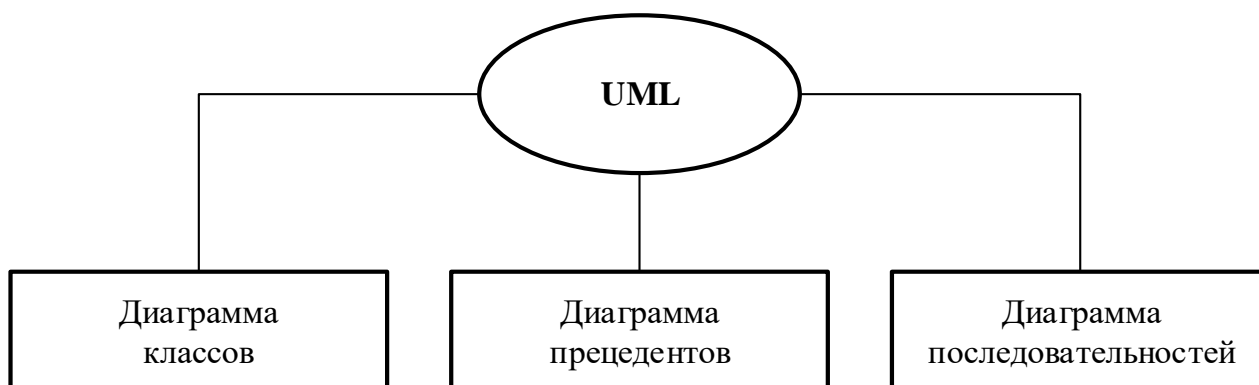 UML
Диаграмма
классов
Диаграмма
прецедентов
Диаграмма
последовательностей